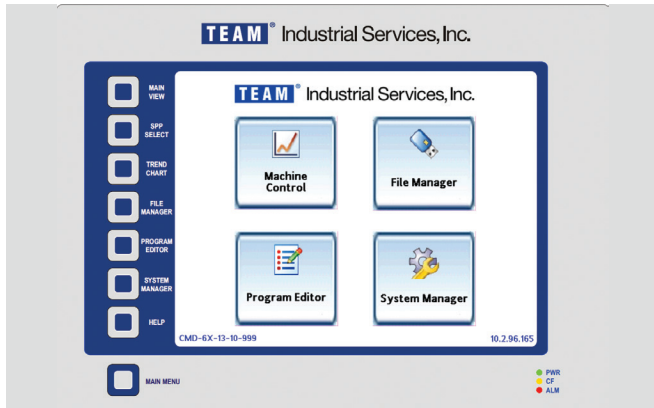 TEAM® Industrial Services, Inc.
TEAM® Industrial Services, Inc.
MAIN
VIEW
SPP
SELECT
TREND
CHART
FILE
MANAGER
PROGRAM
EDITOR
SYSTEM
MANAGER
HELP
Machine
Control
File Manager
Program Editor
System Manager
CMD-6X-13-10-999
10.2.96.165
MAIN MENU
PWR
CF
ALM